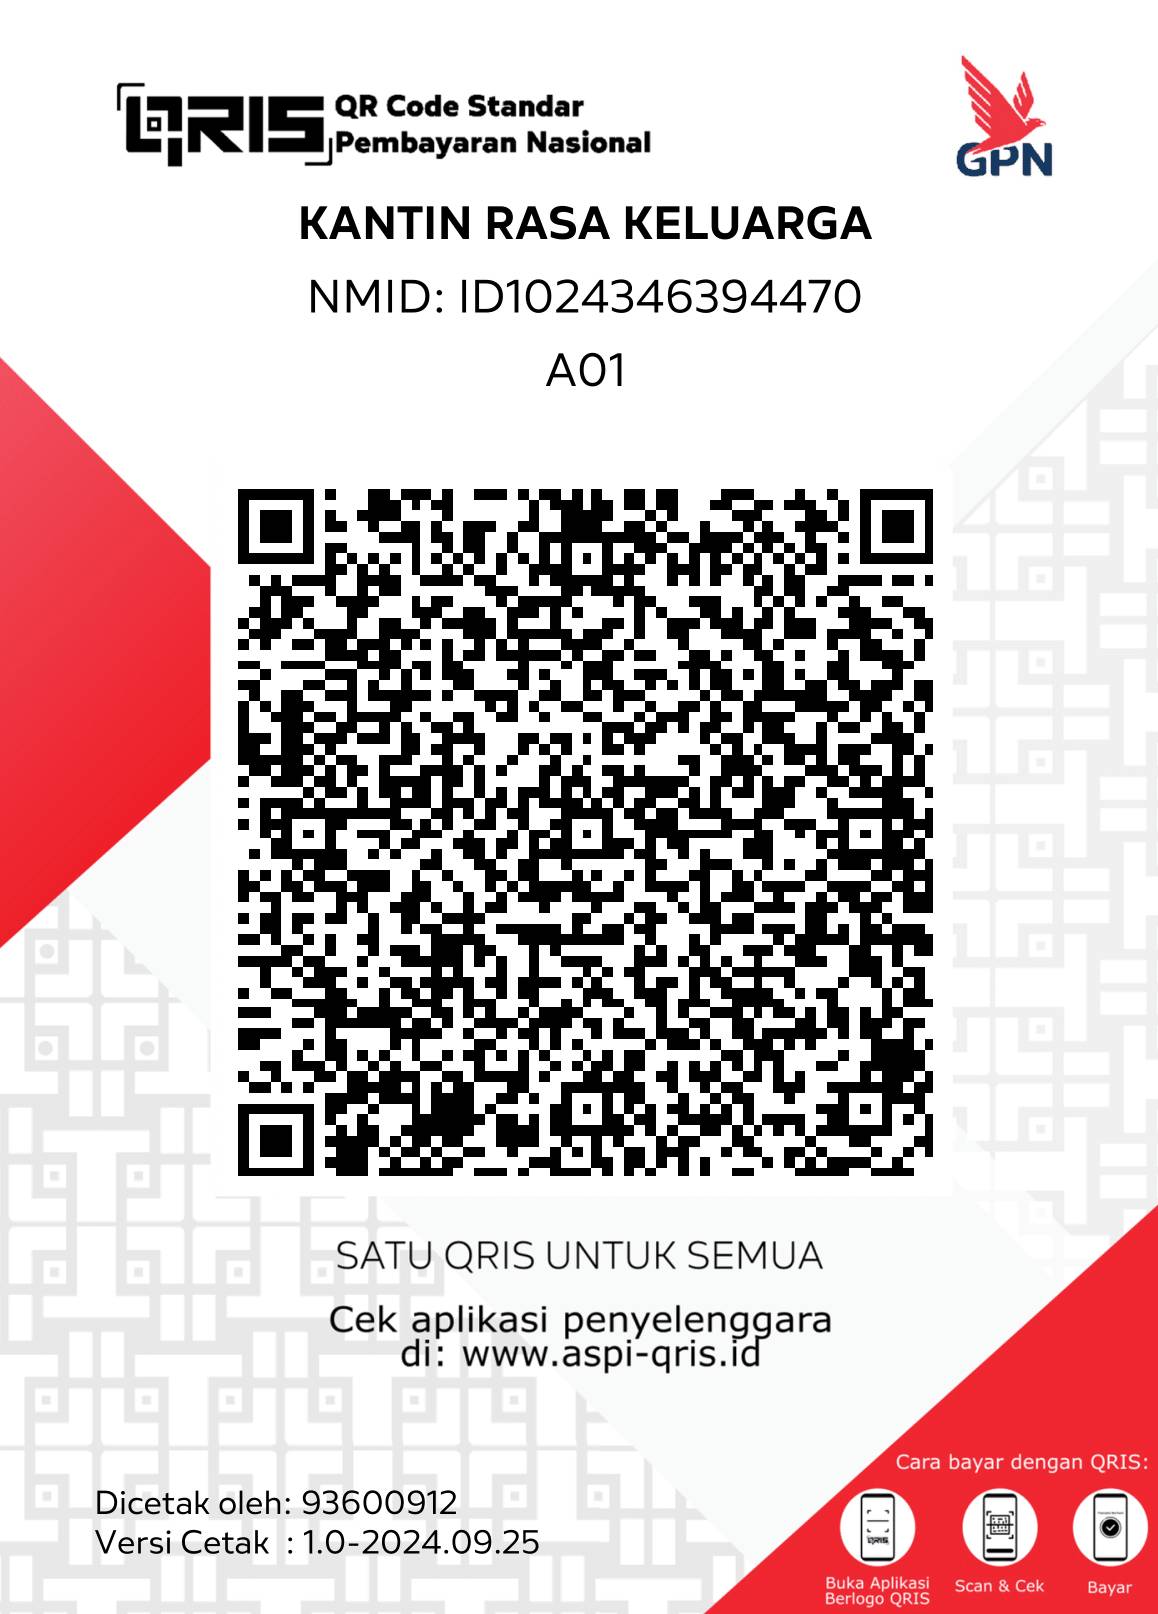 QRIS QR Code Standar
Pembayaran Nasional
GPN
KANTIN RASA KELUARGA
NMID: ID1024346394470
A01
SATU QRIS UNTUK SEMUA
Cek aplikasi penyelenggara
di: www.aspi-qris.id
Dicetak oleh: 93600912
Versi Cetak : 1.0-2024.09.25
Cara bayar dengan QRIS:
Buka Aplikasi
Berlogo QRIS
Scan & Cek
Bayar